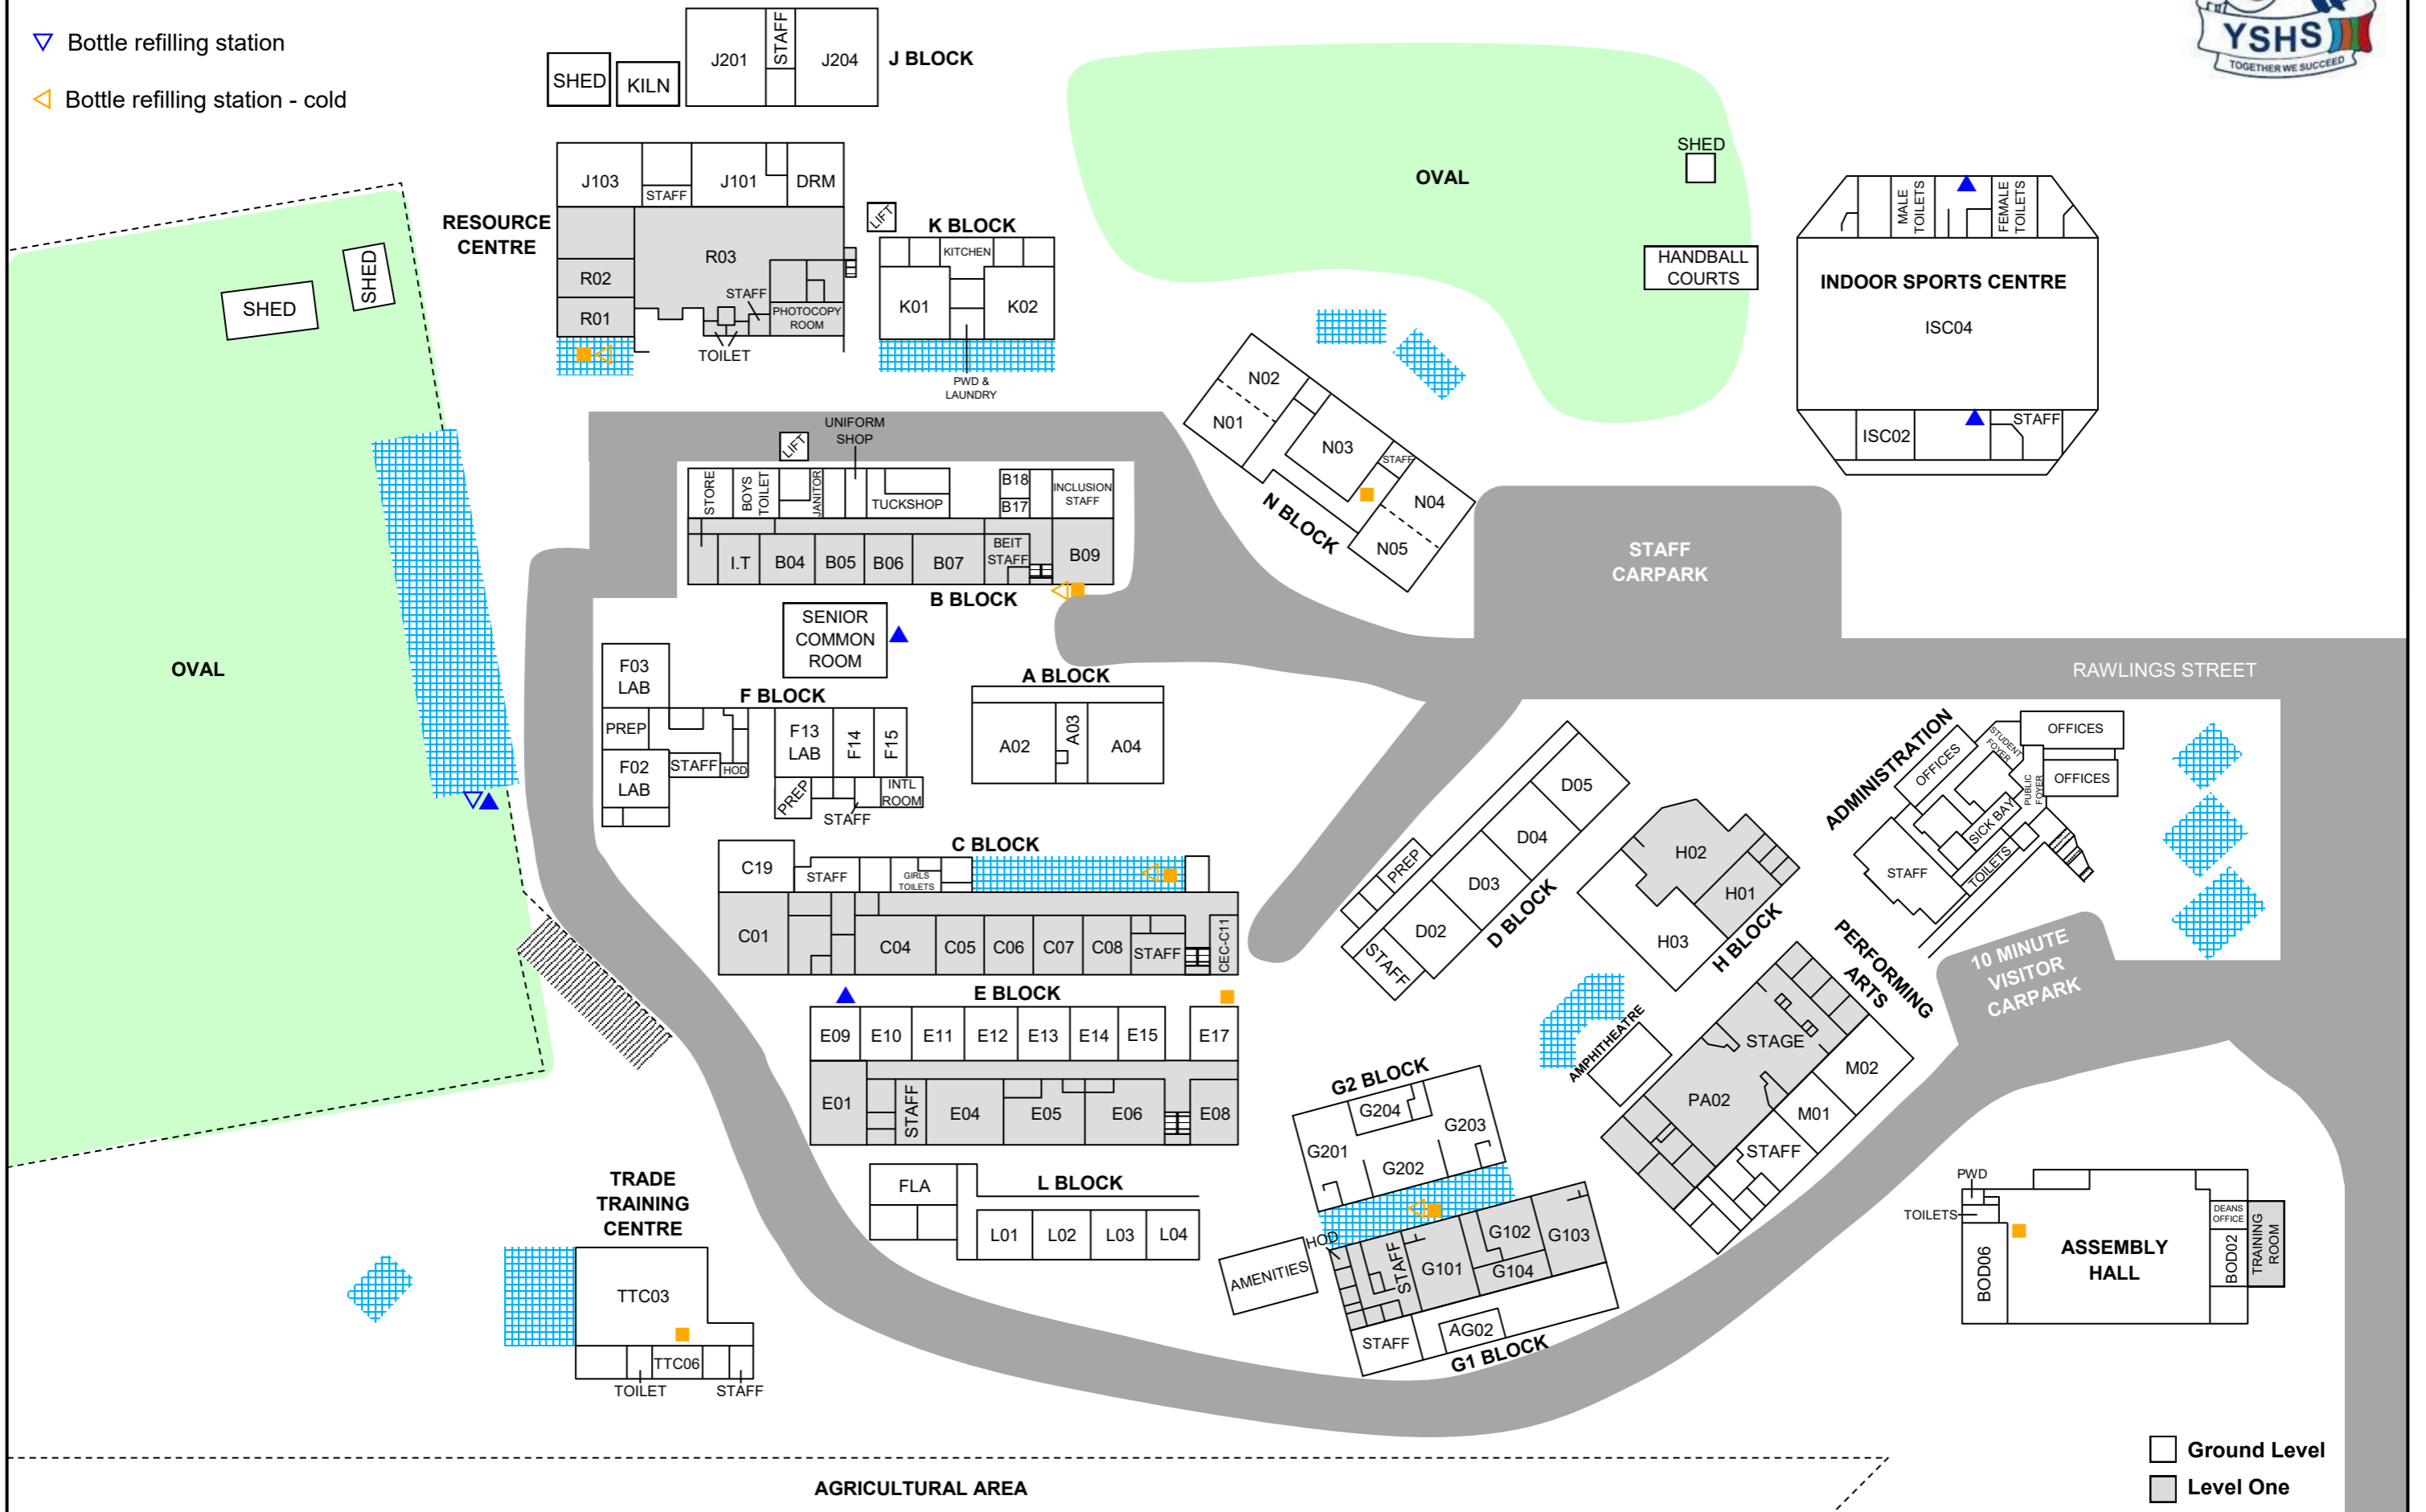 Bottle refilling station
Bottle refilling station - cold
YSHS
TOGETHER WE SUCCEED
SHED
KILN
J201
STAFF
J204
J BLOCK
J103
STAFF
J101
DRM
RESOURCE
CENTRE
R03
R02
R01
STAFF
PHOTOCOPY
ROOM
TOILET
LIFT
K BLOCK
KITCHEN
K01
K02
PWD &
LAUNDRY
OVAL
SHED
HANDBALL
COURTS
MALE
TOILETS
FEMALE
TOILETS
INDOOR SPORTS CENTRE
ISC04
ISC02
STAFF
SHED
SHED
OVAL
N02
N01
N03
STAFF
N04
N05
N BLOCK
UNIFORM
SHOP
LIFT
STORE
BOYS
TOILET
JANITOR
TUCKSHOP
B18
B17
INCLUSION
STAFF
I.T
B04
B05
B06
B07
BEIT
STAFF
B09
B BLOCK
STAFF
CARPARK
RAWLINGS STREET
SENIOR
COMMON
ROOM
F03
LAB
F BLOCK
PREP
F02
LAB
STAFF
HOD
F13
LAB
F14
F15
PREP
INTL
ROOM
STAFF
A BLOCK
A02
A03
A04
C BLOCK
C19
STAFF
GIRLS
TOILETS
C01
C04
C05
C06
C07
C08
STAFF
CEC-C11
PREP
D05
D04
D03
D02
STAFF
D BLOCK
H02
H01
H03
H BLOCK
ADMINISTRATION
OFFICES
STUDENT
FOYER
OFFICES
PUBLIC
FOYER
OFFICES
SICK BAY
STAFF
TOILETS
10 MINUTE
VISITOR
CARPARK
PERFORMING
ARTS
STAGE
PA02
M02
M01
STAFF
AMPHITHEATRE
E BLOCK
E09
E10
E11
E12
E13
E14
E15
E17
E01
STAFF
E04
E05
E06
E08
G2 BLOCK
G204
G203
G201
G202
HOD
STAFF
G101
G102
G103
G104
STAFF
AG02
G1 BLOCK
AMENITIES
L BLOCK
FLA
L01
L02
L03
L04
TRADE
TRAINING
CENTRE
TTC03
TTC06
TOILET
STAFF
PWD
TOILETS
BOD06
ASSEMBLY
HALL
DEANS
OFFICE
BOD02
TRAINING
ROOM
AGRICULTURAL AREA
Ground Level
Level One